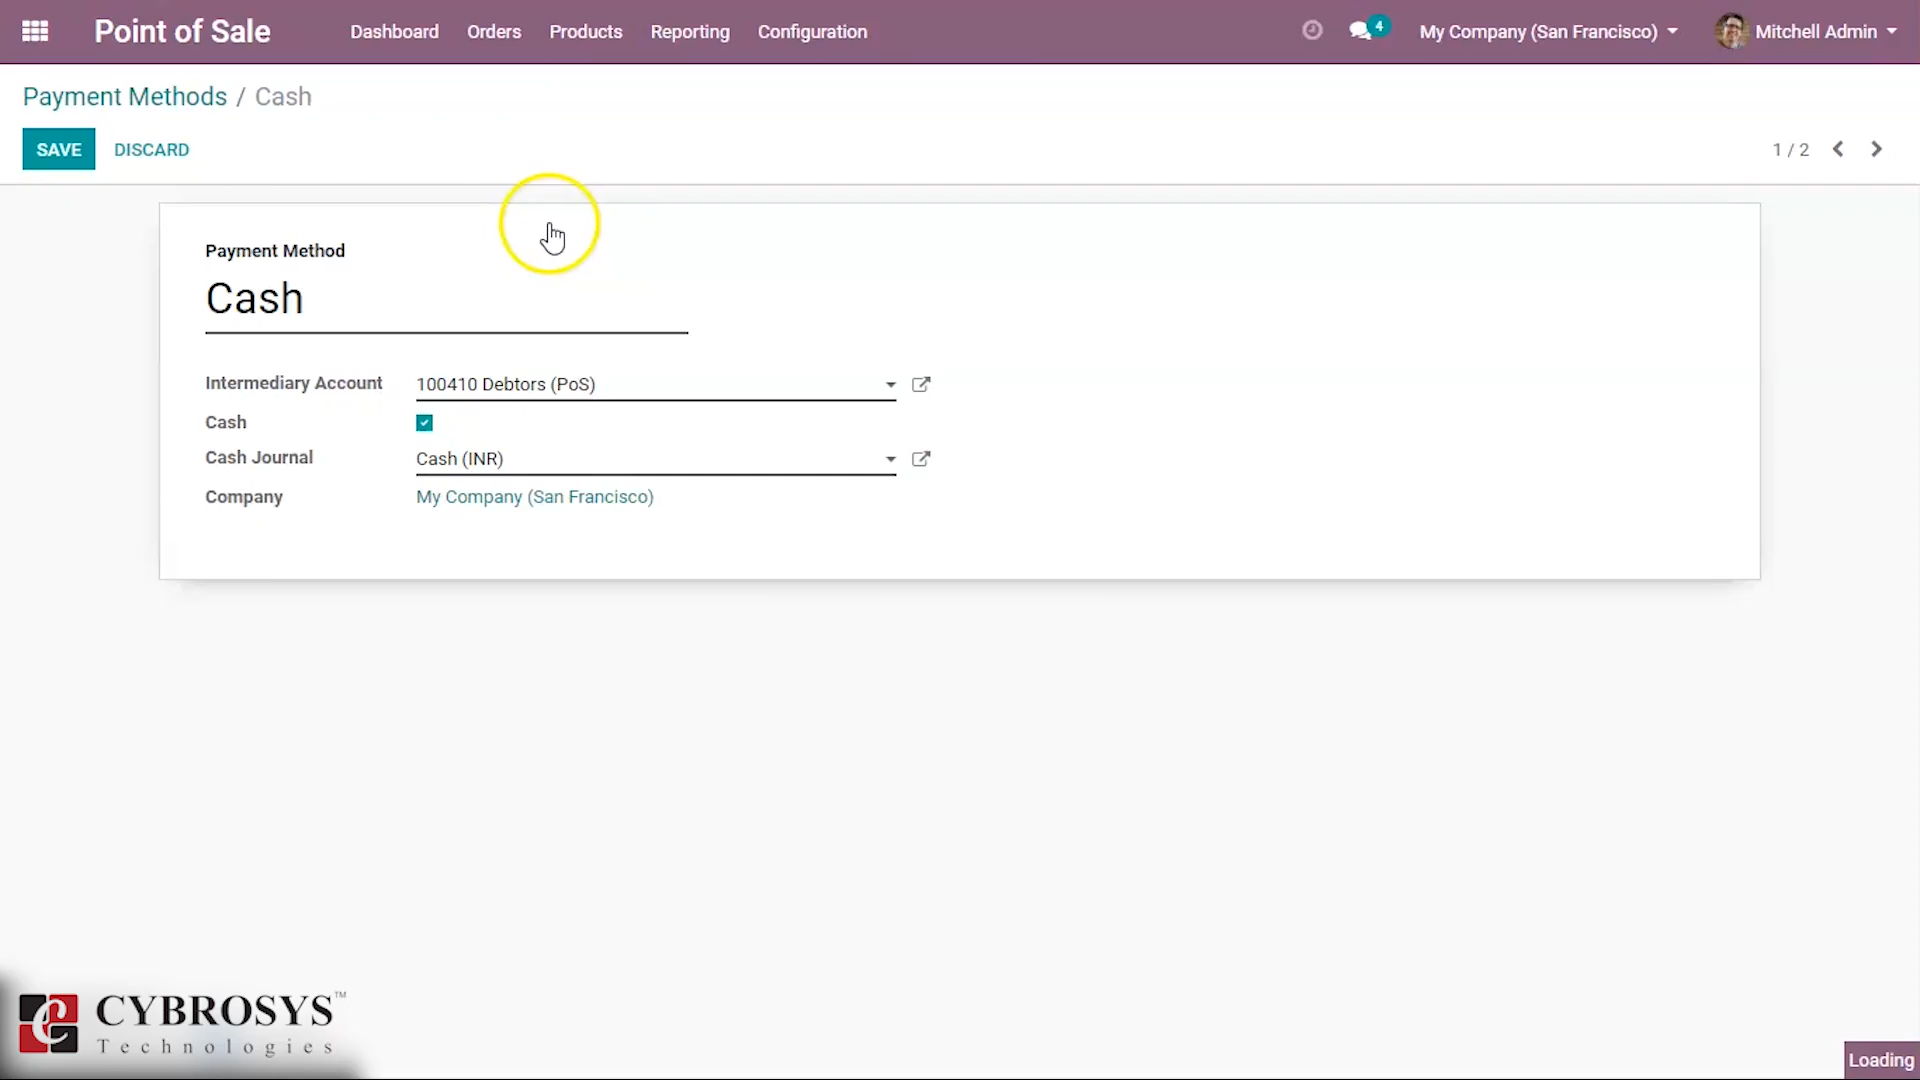 Point of Sale Dashboard Orders Products Reporting Configuration 4 My Company (San Francisco) Mitchell Admin
Payment Methods / Cash
SAVE DISCARD 1 / 2
Payment Method
Cash
Intermediary Account 100410 Debtors (PoS)
Cash
Cash Journal Cash (INR)
Company My Company (San Francisco)
CYBROSYS™
Technologies
Loading